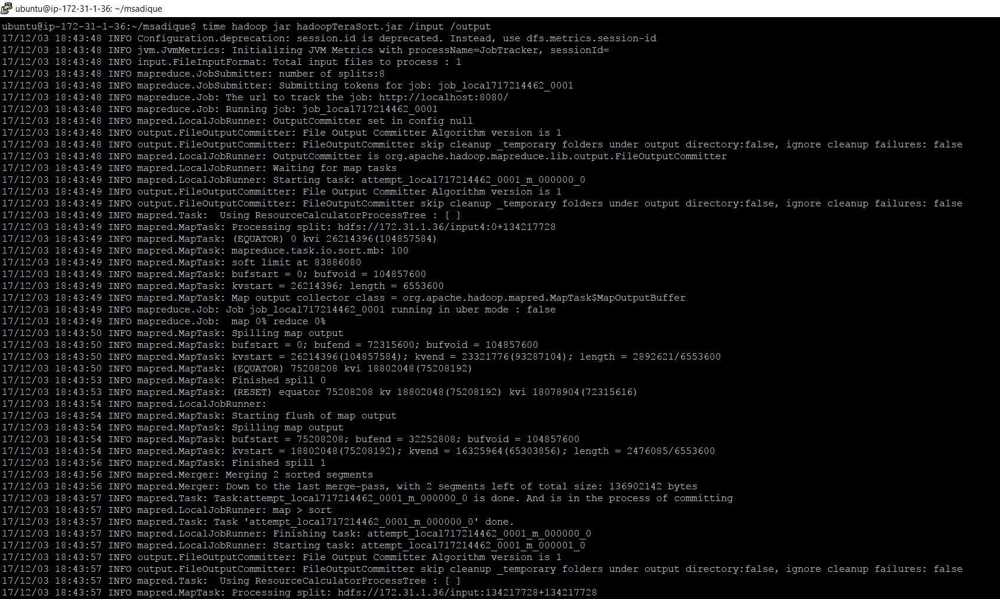 ubuntu@ip-172-31-1-36: ~/msadique
ubuntu@ip-172-31-1-36:~/msadique$ time hadoop jar hadoopTeraSort.jar /input /output
17/12/03 18:43:48 INFO Configuration.deprecation: session.id is deprecated. Instead, use dfs.metrics.session-id
17/12/03 18:43:48 INFO jvm.JvmMetrics: Initializing JVM Metrics with processName=JobTracker, sessionId=
17/12/03 18:43:48 INFO input.FileInputFormat: Total input files to process : 1
17/12/03 18:43:48 INFO mapreduce.JobSubmitter: number of splits:8
17/12/03 18:43:48 INFO mapreduce.JobSubmitter: Submitting tokens for job: job_local717214462_0001
17/12/03 18:43:48 INFO mapreduce.Job: The url to track the job: http://localhost:8080/
17/12/03 18:43:48 INFO mapreduce.Job: Running job: job_local717214462_0001
17/12/03 18:43:48 INFO mapred.LocalJobRunner: OutputCommitter set in config null
17/12/03 18:43:48 INFO output.FileOutputCommitter: File Output Committer Algorithm version is 1
17/12/03 18:43:48 INFO output.FileOutputCommitter: FileOutputCommitter skip cleanup _temporary folders under output directory:false, ignore cleanup failures: false
17/12/03 18:43:48 INFO mapred.LocalJobRunner: OutputCommitter is org.apache.hadoop.mapreduce.lib.output.FileOutputCommitter
17/12/03 18:43:49 INFO mapred.LocalJobRunner: Waiting for map tasks
17/12/03 18:43:49 INFO mapred.LocalJobRunner: Starting task: attempt_local717214462_0001_m_000000_0
17/12/03 18:43:49 INFO output.FileOutputCommitter: File Output Committer Algorithm version is 1
17/12/03 18:43:49 INFO output.FileOutputCommitter: FileOutputCommitter skip cleanup _temporary folders under output directory:false, ignore cleanup failures: false
17/12/03 18:43:49 INFO mapred.Task:  Using ResourceCalculatorProcessTree : [ ]
17/12/03 18:43:49 INFO mapred.MapTask: Processing split: hdfs://172.31.1.36/input4:0+134217728
17/12/03 18:43:49 INFO mapred.MapTask: (EQUATOR) 0 kvi 26214396(104857584)
17/12/03 18:43:49 INFO mapred.MapTask: mapreduce.task.io.sort.mb: 100
17/12/03 18:43:49 INFO mapred.MapTask: soft limit at 83886080
17/12/03 18:43:49 INFO mapred.MapTask: bufstart = 0; bufvoid = 104857600
17/12/03 18:43:49 INFO mapred.MapTask: kvstart = 26214396; length = 6553600
17/12/03 18:43:49 INFO mapred.MapTask: Map output collector class = org.apache.hadoop.mapred.MapTask$MapOutputBuffer
17/12/03 18:43:49 INFO mapreduce.Job: Job job_local717214462_0001 running in uber mode : false
17/12/03 18:43:49 INFO mapreduce.Job:  map 0% reduce 0%
17/12/03 18:43:50 INFO mapred.MapTask: Spilling map output
17/12/03 18:43:50 INFO mapred.MapTask: bufstart = 0; bufend = 72315600; bufvoid = 104857600
17/12/03 18:43:50 INFO mapred.MapTask: kvstart = 26214396(104857584); kvend = 23321776(93287104); length = 2892621/6553600
17/12/03 18:43:50 INFO mapred.MapTask: (EQUATOR) 75208208 kvi 18802048(75208192)
17/12/03 18:43:53 INFO mapred.MapTask: Finished spill 0
17/12/03 18:43:53 INFO mapred.MapTask: (RESET) equator 75208208 kv 18802048(75208192) kvi 18078904(72315616)
17/12/03 18:43:54 INFO mapred.LocalJobRunner:
17/12/03 18:43:54 INFO mapred.MapTask: Starting flush of map output
17/12/03 18:43:54 INFO mapred.MapTask: Spilling map output
17/12/03 18:43:54 INFO mapred.MapTask: bufstart = 75208208; bufend = 32252808; bufvoid = 104857600
17/12/03 18:43:54 INFO mapred.MapTask: kvstart = 18802048(75208192); kvend = 16325964(65303856); length = 2476085/6553600
17/12/03 18:43:56 INFO mapred.MapTask: Finished spill 1
17/12/03 18:43:56 INFO mapred.Merger: Merging 2 sorted segments
17/12/03 18:43:56 INFO mapred.Merger: Down to the last merge-pass, with 2 segments left of total size: 136902142 bytes
17/12/03 18:43:57 INFO mapred.Task: Task:attempt_local717214462_0001_m_000000_0 is done. And is in the process of committing
17/12/03 18:43:57 INFO mapred.LocalJobRunner: map > sort
17/12/03 18:43:57 INFO mapred.Task: Task 'attempt_local717214462_0001_m_000000_0' done.
17/12/03 18:43:57 INFO mapred.LocalJobRunner: Finishing task: attempt_local717214462_0001_m_000000_0
17/12/03 18:43:57 INFO mapred.LocalJobRunner: Starting task: attempt_local717214462_0001_m_000001_0
17/12/03 18:43:57 INFO output.FileOutputCommitter: File Output Committer Algorithm version is 1
17/12/03 18:43:57 INFO output.FileOutputCommitter: FileOutputCommitter skip cleanup _temporary folders under output directory:false, ignore cleanup failures: false
17/12/03 18:43:57 INFO mapred.Task:  Using ResourceCalculatorProcessTree : [ ]
17/12/03 18:43:57 INFO mapred.MapTask: Processing split: hdfs://172.31.1.36/input:134217728+134217728